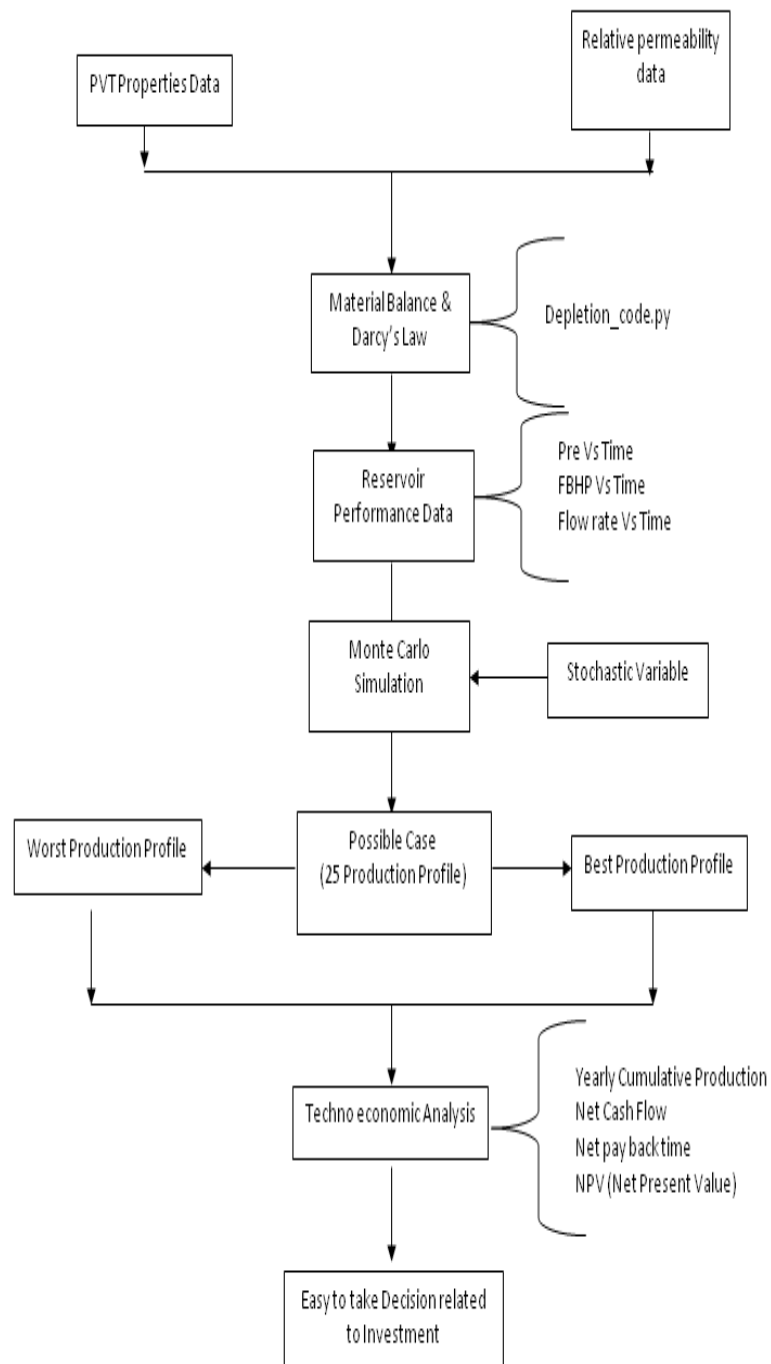 Relative permeability
data
PVT Properties Data
Material Balance &
Darcy's Law
Depletion_code.py
Reservoir
Performance Data
Pre Vs Time
FBHP Vs Time
Flow rate Vs Time
Monte Carlo
Simulation
Stochastic Variable
Worst Production Profile
Possible Case
(25 Production Profile)
Best Production Profile
Techno economic Analysis
Yearly Cumulative Production
Net Cash Flow
Net pay back time
NPV (Net Present Value)
Easy to take Decision related
to Investment